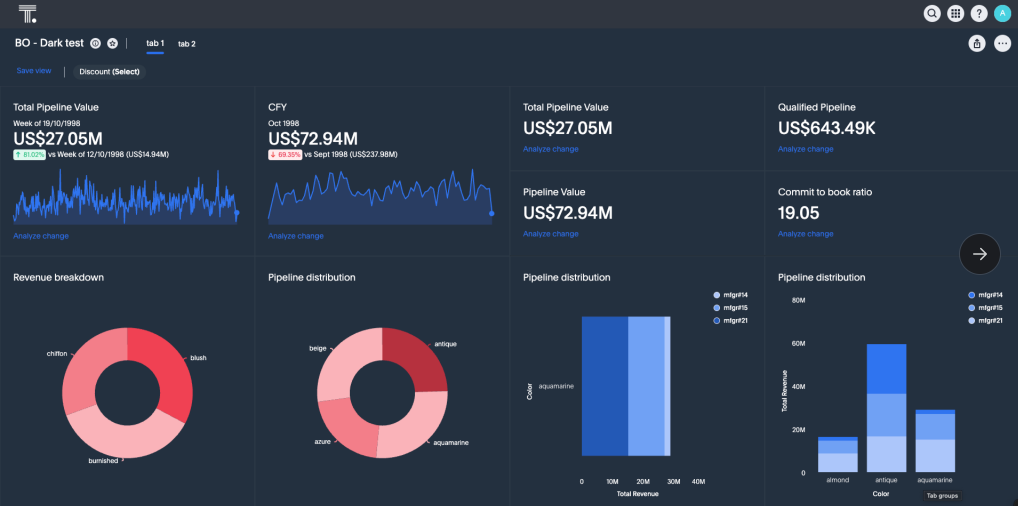 T.
?
A
BO - Dark test
tab 1
tab 2
Save view
Discount (Select)
Total Pipeline Value
Week of 19/10/1998
US$27.05M
↑ 81.02% vs Week of 12/10/1998 (US$14.94M)
Analyze change
CFY
Oct 1998
US$72.94M
↓ 69.35% vs Sept 1998 (US$237.98M)
Analyze change
Total Pipeline Value
US$27.05M
Analyze change
Qualified Pipeline
US$643.49K
Analyze change
Pipeline Value
US$72.94M
Analyze change
Commit to book ratio
19.05
Analyze change
Revenue breakdown
chiffon
blush
burnished
Pipeline distribution
beige
antique
azure
aquamarine
Pipeline distribution
mfgr#14
mfgr#15
mfgr#21
Color
aquamarine
0 10M 20M 30M 40M
Total Revenue
Pipeline distribution
mfgr#14
mfgr#15
mfgr#21
80M
60M
40M
20M
0
Total Revenue
almond antique aquamarine
Color
Tab groups